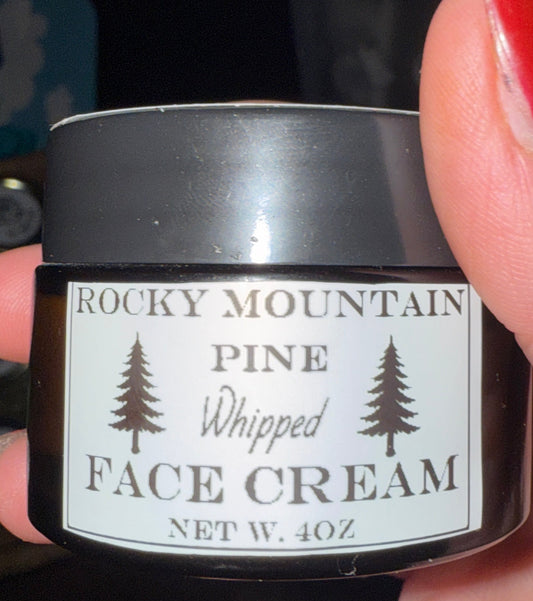 ROCKY MOUNTAIN
PINE
Whipped
FACE CREAM
NET W. 4OZ